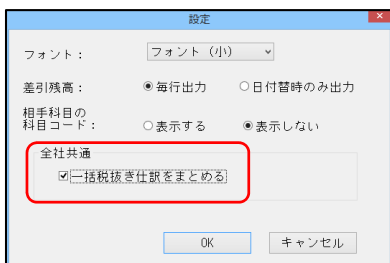 設定
×
フォント： フォント（小）
差引残高： 毎行出力 日付替時のみ出力
相手科目の
科目コード： 表示する 表示しない
全社共通
一括税抜き仕訳をまとめる
OK キャンセル